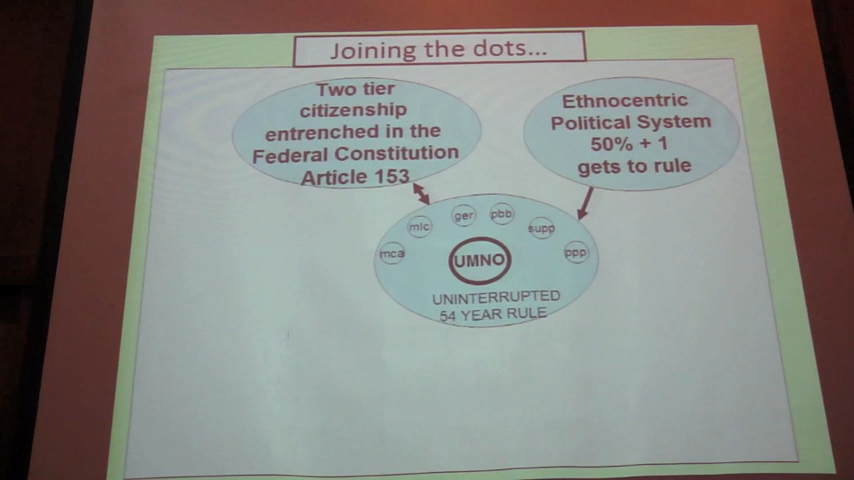 Joining the dots...
Two tier
citizenship
entrenched in the
Federal Constitution
Article 153
Ethnocentric
Political System
50% + 1
gets to rule
mca
mic
ger
pbb
supp
ppp
UMNO
UNINTERRUPTED
54 YEAR RULE